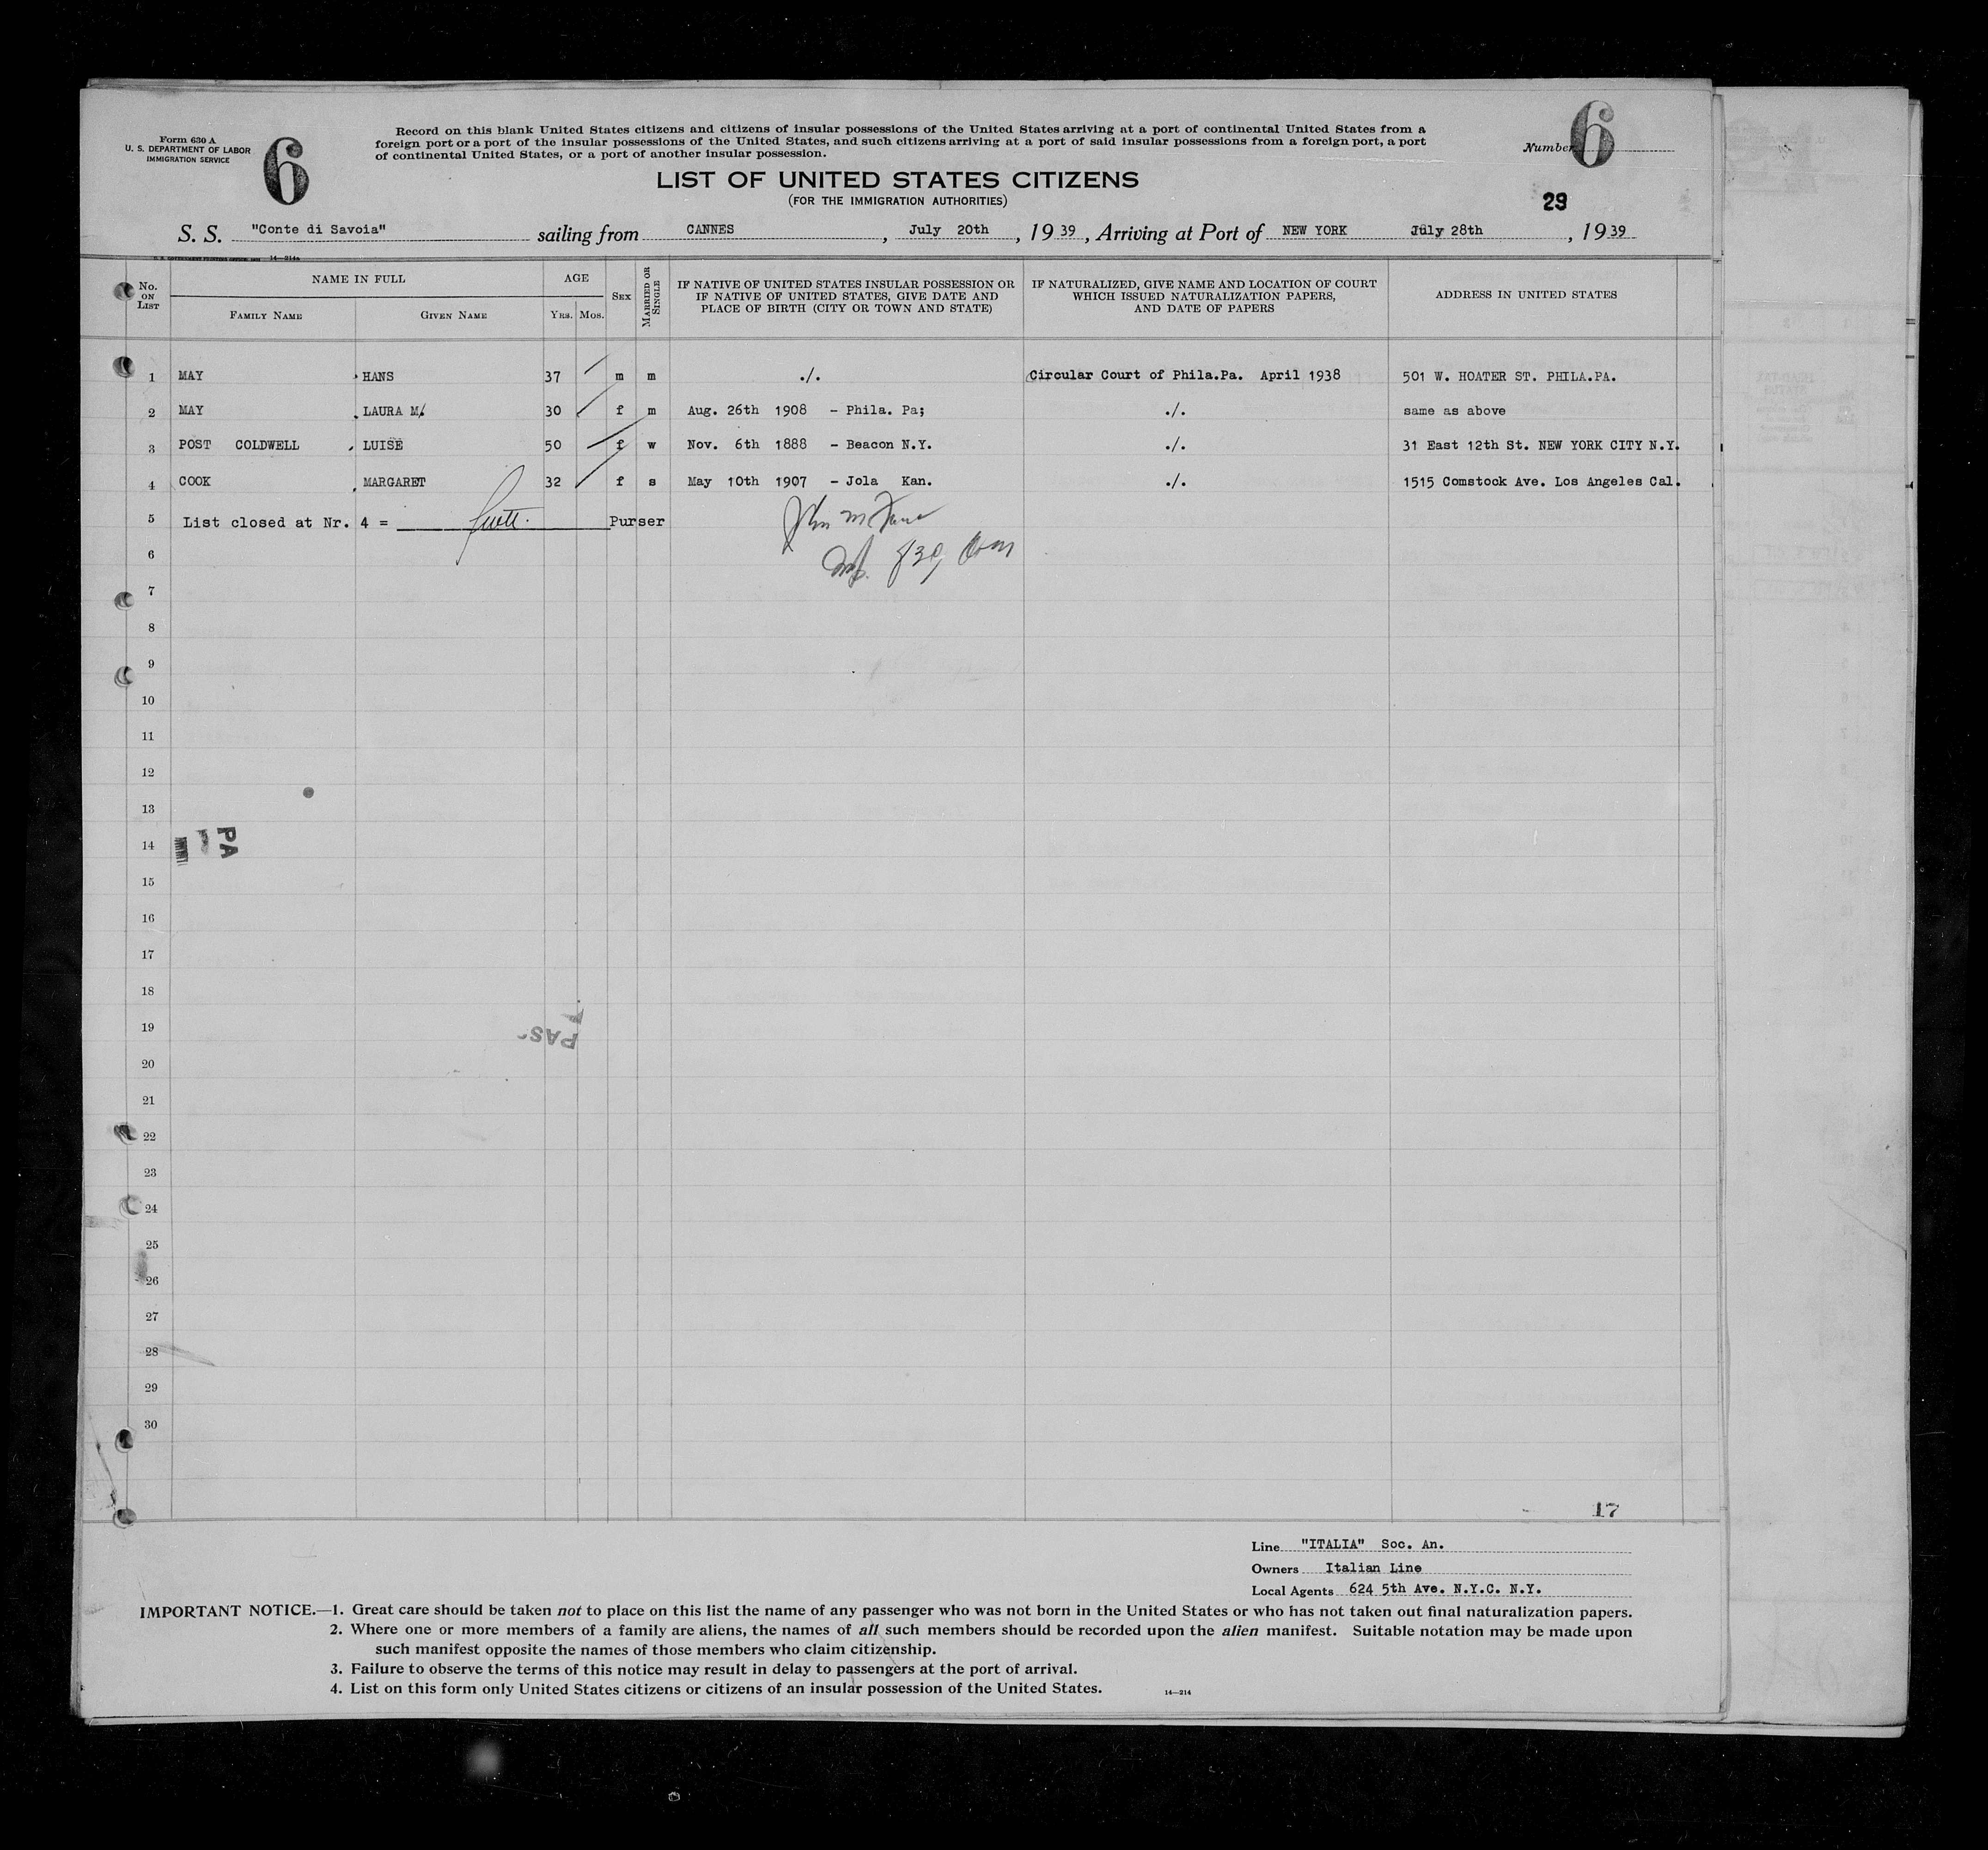 Form 630 A
U. S. DEPARTMENT OF LABOR
IMMIGRATION SERVICE
6
Record on this blank United States citizens and citizens of insular possessions of the United States arriving at a port of continental United States from a
foreign port or a port of the insular possessions of the United States, and such citizens arriving at a port of said insular possessions from a foreign port, a port
of continental United States, or a port of another insular possession.
Number 6
LIST OF UNITED STATES CITIZENS
(FOR THE IMMIGRATION AUTHORITIES)
29
S. S. "Conte di Savoia" sailing from CANNES, July 20th, 19 39, Arriving at Port of NEW YORK July 28th, 19 39
14—214a
No. ON LIST
NAME IN FULL
FAMILY NAME GIVEN NAME
AGE
YRS. MOS.
SEX
MARRIED OR SINGLE
IF NATIVE OF UNITED STATES INSULAR POSSESSION OR
IF NATIVE OF UNITED STATES, GIVE DATE AND
PLACE OF BIRTH (CITY OR TOWN AND STATE)
IF NATURALIZED, GIVE NAME AND LOCATION OF COURT
WHICH ISSUED NATURALIZATION PAPERS,
AND DATE OF PAPERS
ADDRESS IN UNITED STATES
1 MAY HANS 37 m m ./. Circular Court of Phila.Pa. April 1938 501 W. HOATER ST. PHILA.PA.
2 MAY LAURA M. 30 f m Aug. 26th 1908 - Phila. Pa; ./. same as above
3 POST COLDWELL LUISE 50 f w Nov. 6th 1888 - Beacon N.Y. ./. 31 East 12th St. NEW YORK CITY N.Y.
4 COOK MARGARET 32 f s May 10th 1907 - Jola Kan. ./. 1515 Comstock Ave. Los Angeles Cal.
5 List closed at Nr. 4 = Purser
6
7
8
9
10
11
12
13
14 PA
15
16
17
18
19 PAS
20
21
22
23
24
25
26
27
28
29
30
17
Line "ITALIA" Soc. An.
Owners Italian Line
Local Agents 624 5th Ave. N.Y.C. N.Y.
IMPORTANT NOTICE.—1. Great care should be taken not to place on this list the name of any passenger who was not born in the United States or who has not taken out final naturalization papers.
2. Where one or more members of a family are aliens, the names of all such members should be recorded upon the alien manifest. Suitable notation may be made upon
such manifest opposite the names of those members who claim citizenship.
3. Failure to observe the terms of this notice may result in delay to passengers at the port of arrival.
4. List on this form only United States citizens or citizens of an insular possession of the United States.
14—214